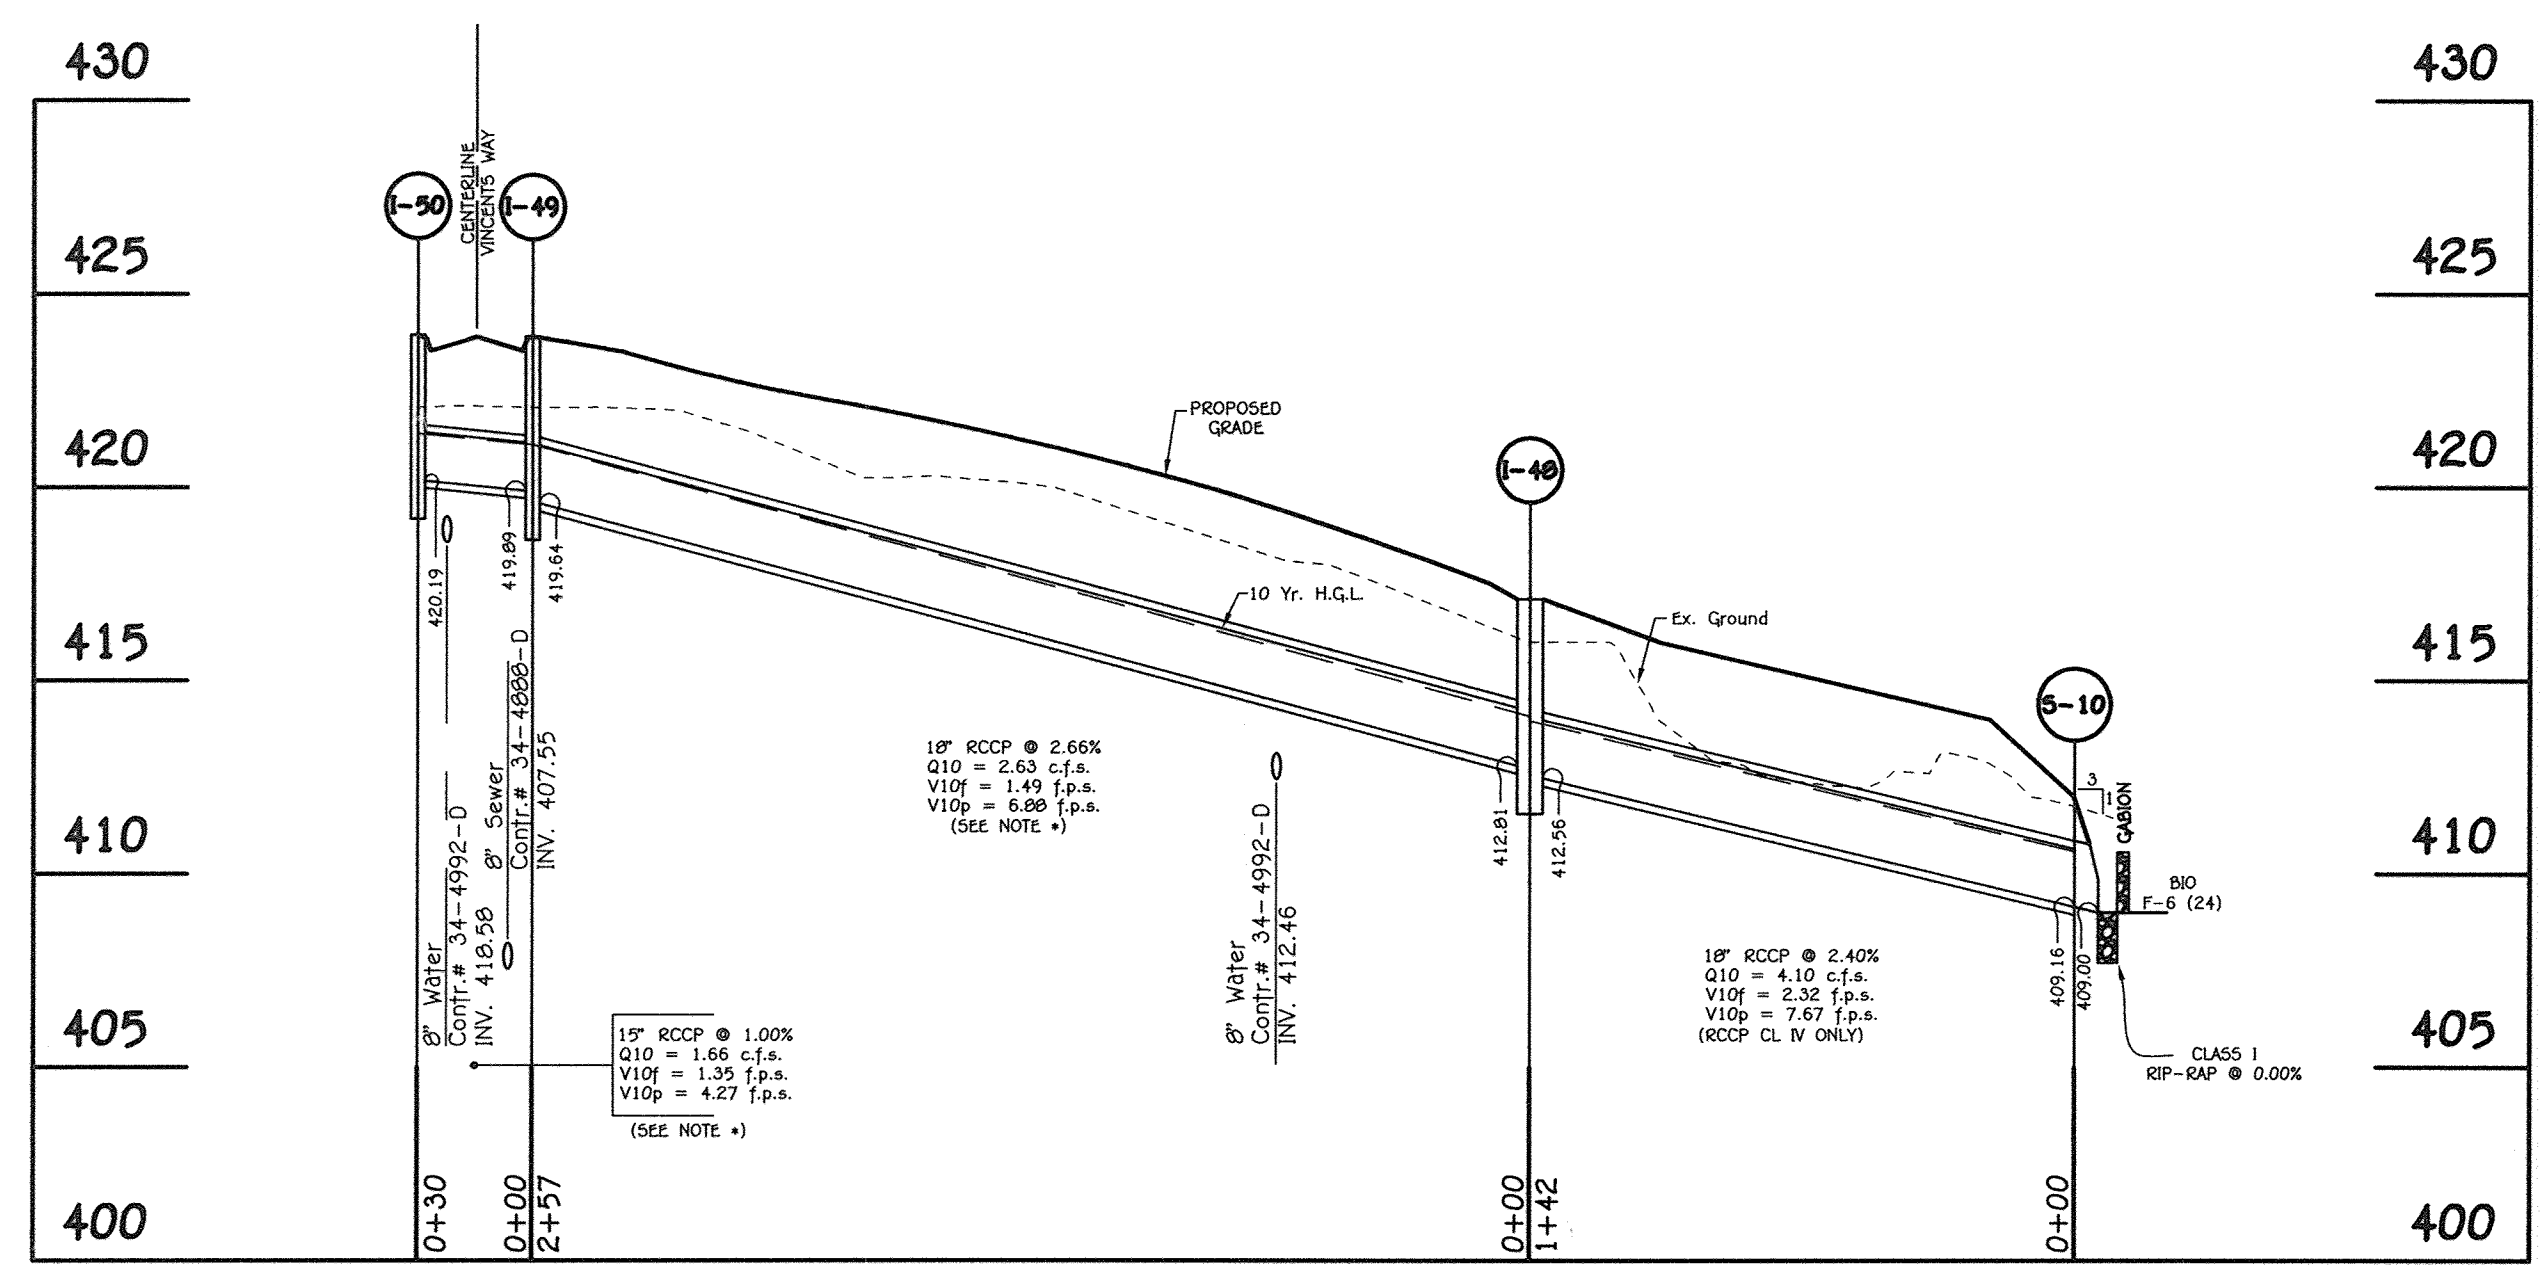 430
430
CENTERLINE
VINCENTS WAY
I-50
I-49
425
425
PROPOSED
GRADE
420
420
I-48
420.19
419.89
419.64
10 Yr. H.G.L.
Ex. Ground
415
415
S-10
8" Water
Contr.# 34-4992-D
INV. 418.58
8" Sewer
Contr.# 34-4888-D
INV. 407.55
18" RCCP @ 2.66%
Q10 = 2.63 c.f.s.
V10f = 1.49 f.p.s.
V10p = 6.88 f.p.s.
(SEE NOTE *)
8" Water
Contr.# 34-4992-D
INV. 412.46
412.81
412.56
3
1
GABION
410
410
BIO
F-6 (24)
409.16
409.00
18" RCCP @ 2.40%
Q10 = 4.10 c.f.s.
V10f = 2.32 f.p.s.
V10p = 7.67 f.p.s.
(RCCP CL IV ONLY)
405
405
15" RCCP @ 1.00%
Q10 = 1.66 c.f.s.
V10f = 1.35 f.p.s.
V10p = 4.27 f.p.s.
(SEE NOTE *)
CLASS I
RIP-RAP @ 0.00%
400
400
0+30
0+00
2+57
0+00
1+42
0+00